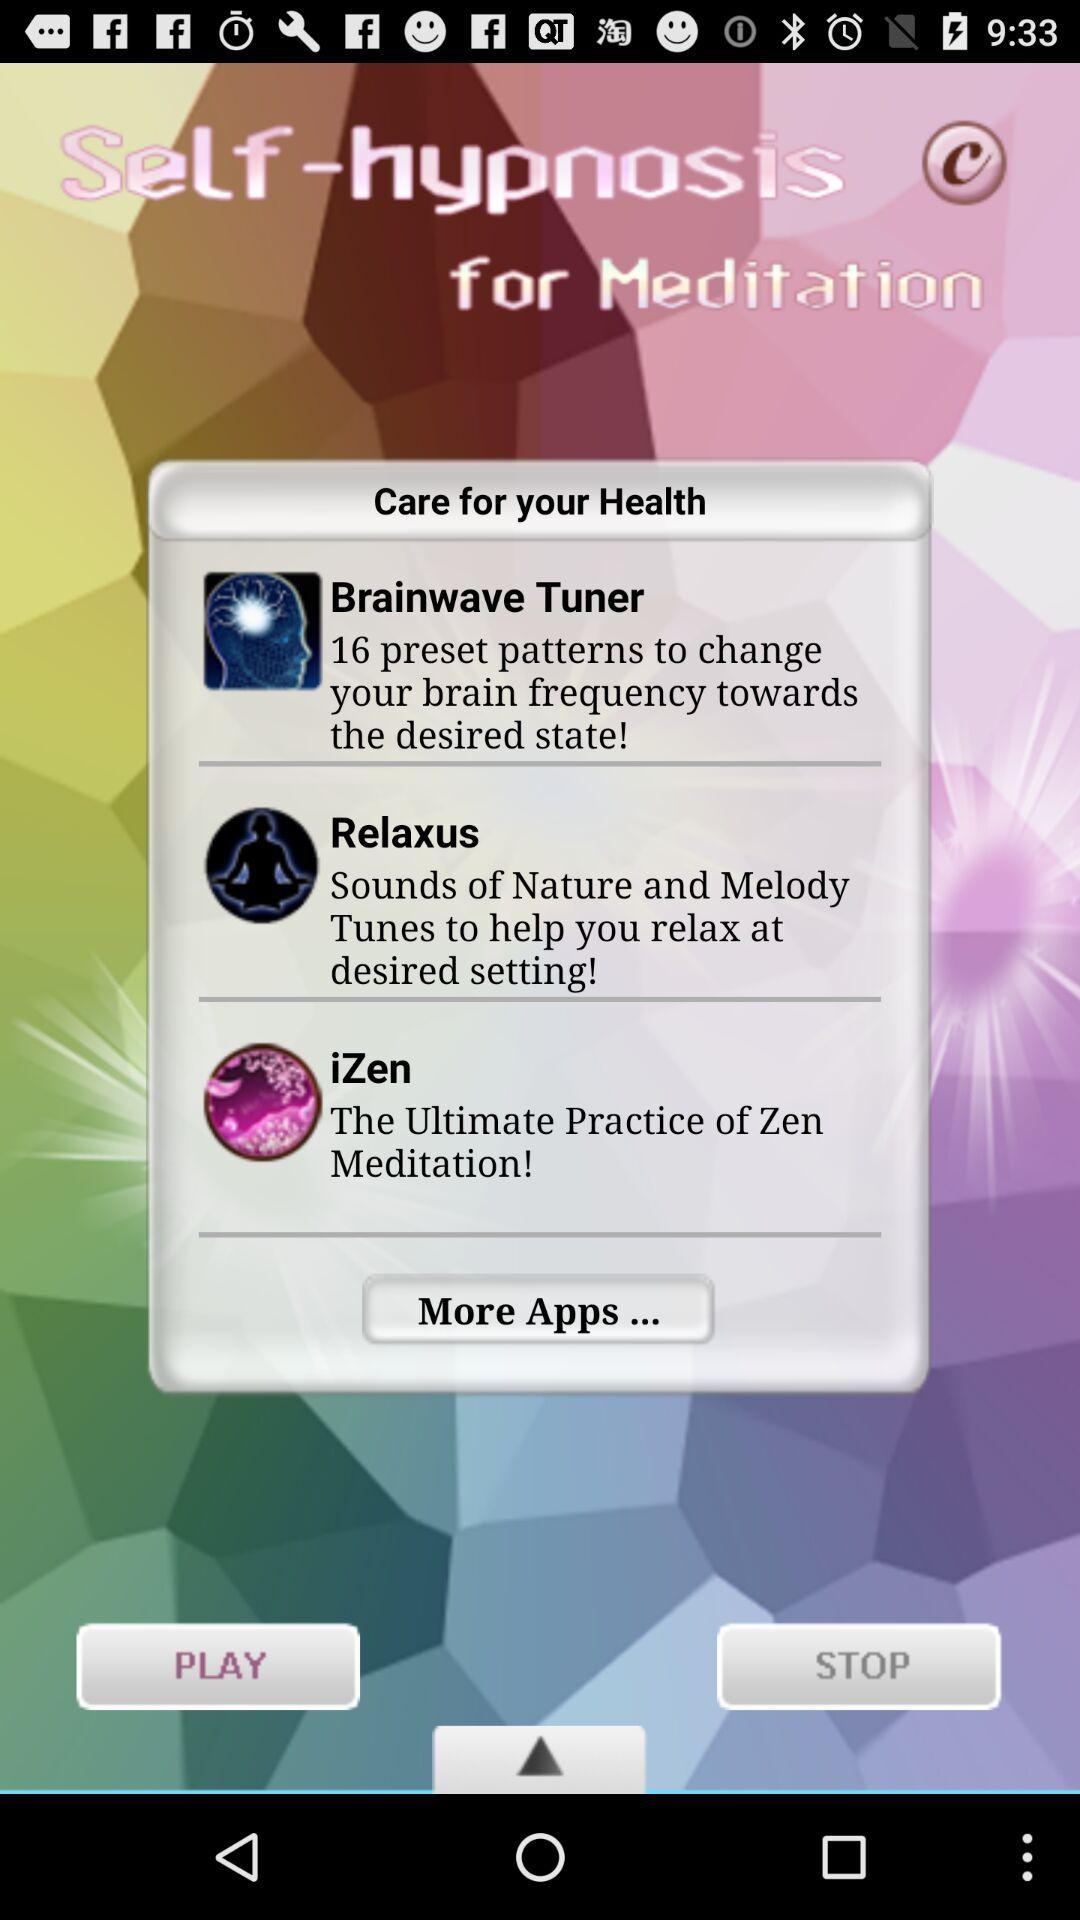 QT 淘 9:33
Self-hypnosis C
for Meditation
Care for your Health
Brainwave Tuner
16 preset patterns to change
your brain frequency towards
the desired state!
Relaxus
Sounds of Nature and Melody
Tunes to help you relax at
desired setting!
iZen
The Ultimate Practice of Zen
Meditation!
More Apps ...
PLAY STOP